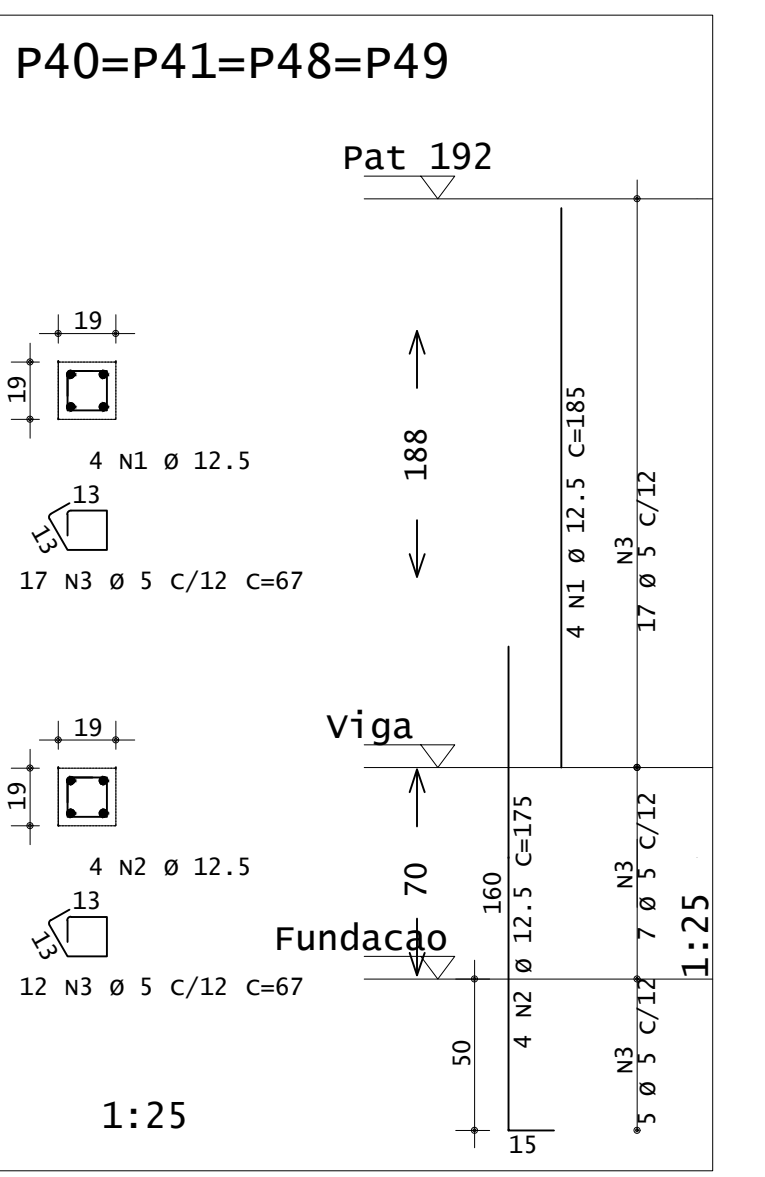 P40=P41=P48=P49
Pat 192
19
19
4 N1 Ø 12.5
13
13
17 N3 Ø 5 C/12 C=67
188
4 N1 Ø 12.5 C=185
N3
17 Ø 5 C/12
Viga
19
19
4 N2 Ø 12.5
13
13
12 N3 Ø 5 C/12 C=67
70
Fundacao
160
4 N2 Ø 12.5 C=175
N3
7 Ø 5 C/12
1:25
50
N3
5 Ø 5 C/12
15
1:25